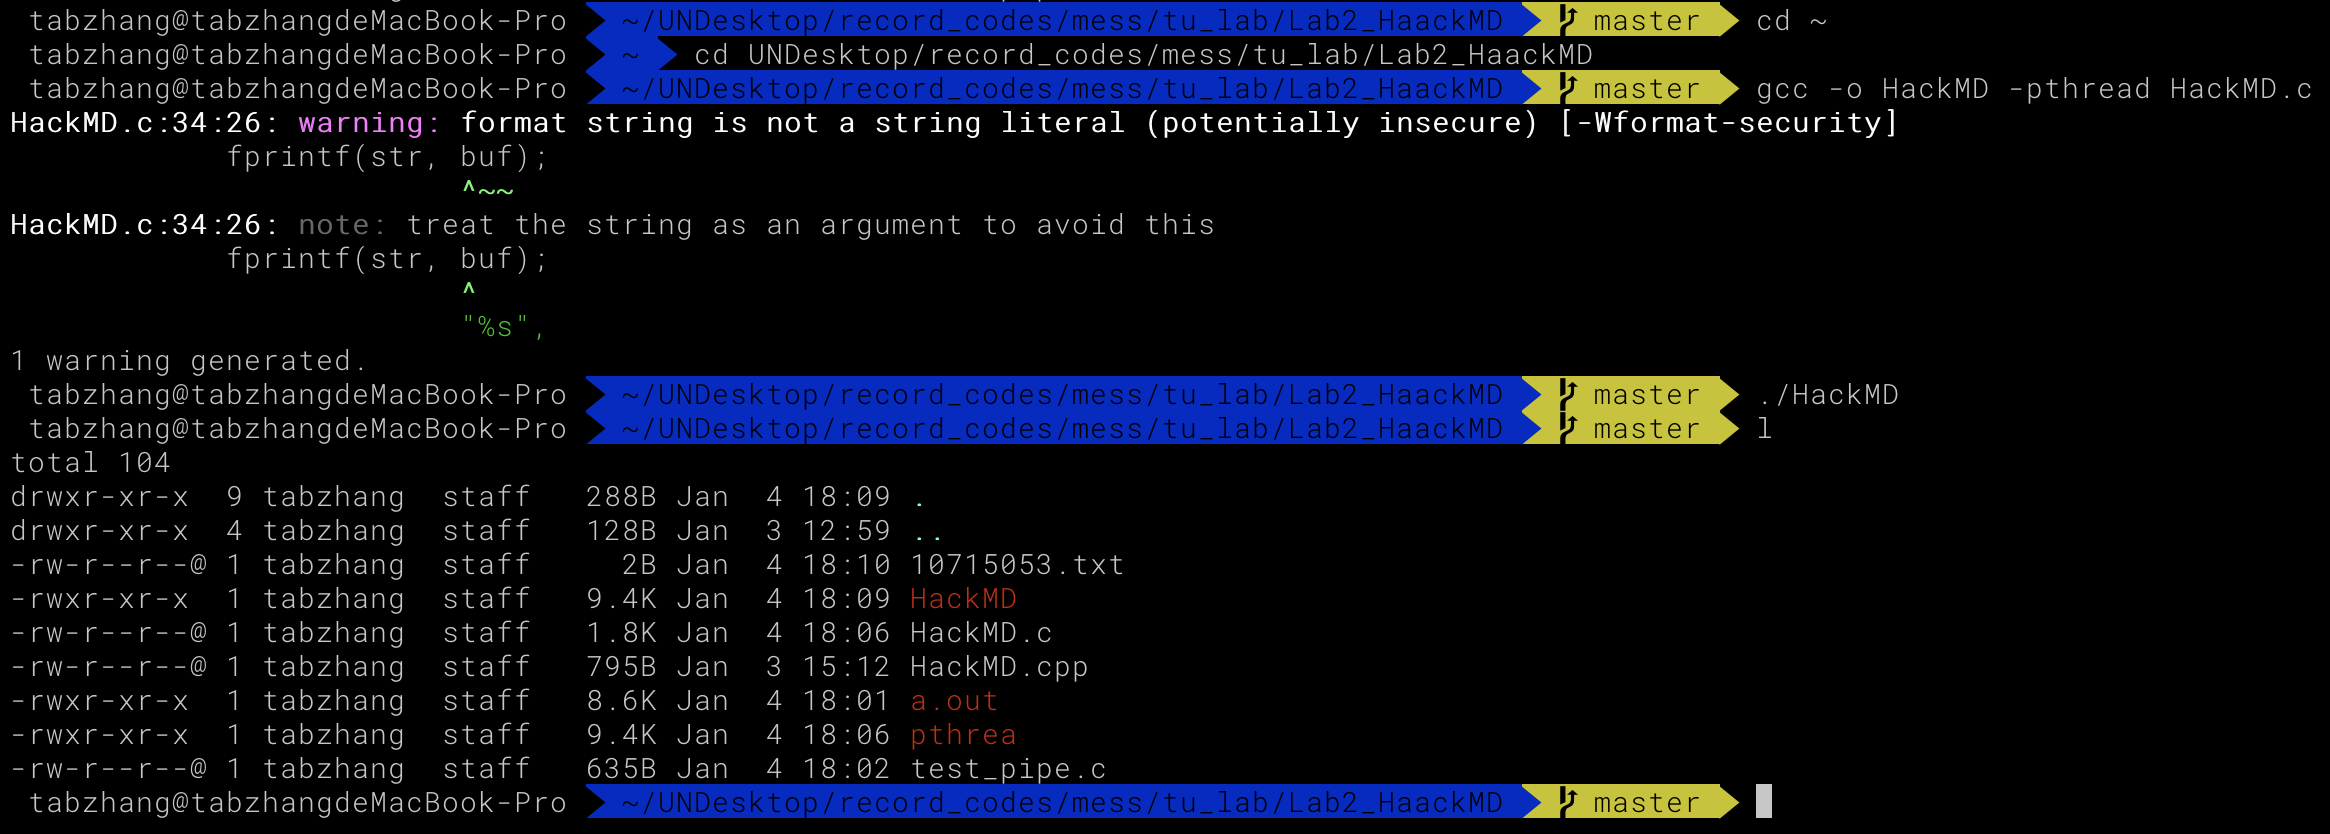 tabzhang@tabzhangdeMacBook-Pro ~/UNDesktop/record_codes/mess/tu_lab/Lab2_HaackMD master cd ~
tabzhang@tabzhangdeMacBook-Pro ~ cd UNDesktop/record_codes/mess/tu_lab/Lab2_HaackMD
tabzhang@tabzhangdeMacBook-Pro ~/UNDesktop/record_codes/mess/tu_lab/Lab2_HaackMD master gcc -o HackMD -pthread HackMD.c
HackMD.c:34:26: warning: format string is not a string literal (potentially insecure) [-Wformat-security]
            fprintf(str, buf);
                         ^~~
HackMD.c:34:26: note: treat the string as an argument to avoid this
            fprintf(str, buf);
                         ^
                         "%s",
1 warning generated.
tabzhang@tabzhangdeMacBook-Pro ~/UNDesktop/record_codes/mess/tu_lab/Lab2_HaackMD master ./HackMD
tabzhang@tabzhangdeMacBook-Pro ~/UNDesktop/record_codes/mess/tu_lab/Lab2_HaackMD master l
total 104
drwxr-xr-x  9 tabzhang  staff   288B Jan  4 18:09 .
drwxr-xr-x  4 tabzhang  staff   128B Jan  3 12:59 ..
-rw-r--r--@ 1 tabzhang  staff     2B Jan  4 18:10 10715053.txt
-rwxr-xr-x  1 tabzhang  staff   9.4K Jan  4 18:09 HackMD
-rw-r--r--@ 1 tabzhang  staff   1.8K Jan  4 18:06 HackMD.c
-rw-r--r--@ 1 tabzhang  staff   795B Jan  3 15:12 HackMD.cpp
-rwxr-xr-x  1 tabzhang  staff   8.6K Jan  4 18:01 a.out
-rwxr-xr-x  1 tabzhang  staff   9.4K Jan  4 18:06 pthrea
-rw-r--r--@ 1 tabzhang  staff   635B Jan  4 18:02 test_pipe.c
tabzhang@tabzhangdeMacBook-Pro ~/UNDesktop/record_codes/mess/tu_lab/Lab2_HaackMD master